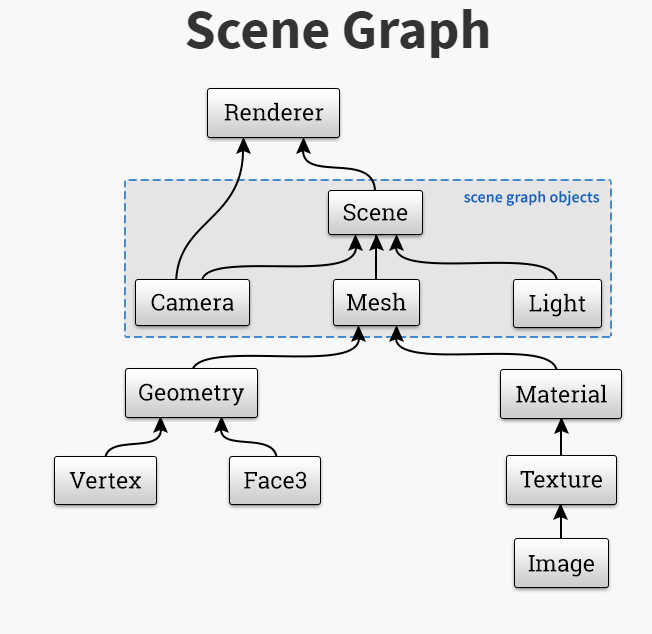 Scene Graph
Renderer
scene graph objects
Scene
Camera
Mesh
Light
Geometry
Material
Vertex
Face3
Texture
Image